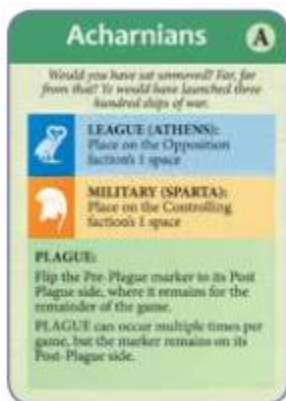 Acharnians
A
Would you have sat unmoved? Far, far
from that! Ye would have launched three
hundred ships of war.
LEAGUE (ATHENS):
Place on the Opposition
faction's 1 space
MILITARY (SPARTA):
Place on the Controlling
faction's 1 space
PLAGUE:
Flip the Pre-Plague marker to its Post
Plague side, where it remains for the
remainder of the game.
PLAGUE can occur multiple times per
game, but the marker remains on its
Post-Plague side.